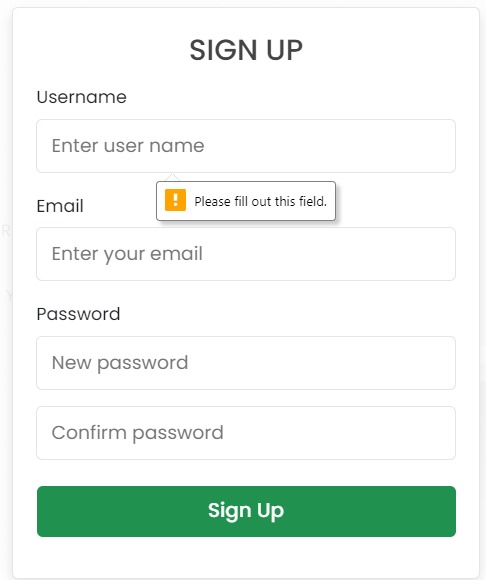 SIGN UP
Username
Enter user name
Please fill out this field.
Email
Enter your email
Password
New password
Confirm password
Sign Up